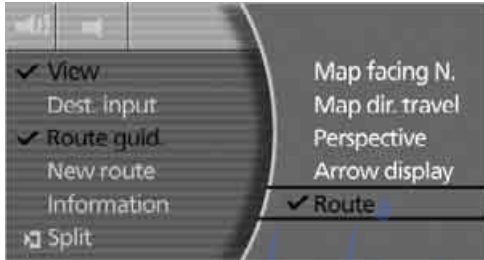 View
Dest. input
Route guid.
New route
Information
Split
Map facing N.
Map dir. travel
Perspective
Arrow display
Route